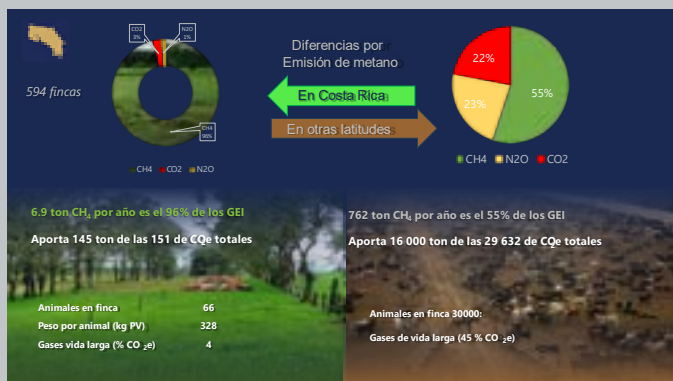 594 fincas
CO2
3%
N2O
1%
CH4
96%
CH4 CO2 N2O
Diferencias por
Emisión de metano
En Costa Rica
En otras latitudes
22%
23%
55%
CH4 N2O CO2
6.9 ton CH4 por año es el 96% de los GEI
Aporta 145 ton de las 151 de CO2e totales
Animales en finca 66
Peso por animal (kg PV) 328
Gases vida larga (% CO 2e) 4
762 ton CH4 por año es el 55% de los GEI
Aporta 16 000 ton de las 29 632 de CO2e totales
Animales en finca 30000:
Gases de vida larga (45 % CO 2e)